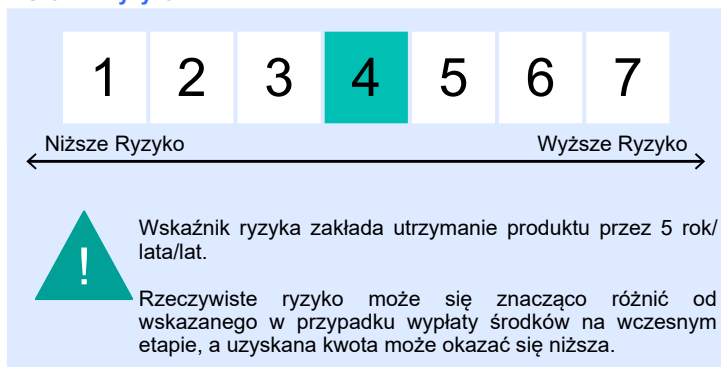 1 2 3 4 5 6 7
Niższe Ryzyko Wyższe Ryzyko
!
Wskaźnik ryzyka zakłada utrzymanie produktu przez 5 rok/
lata/lat.
Rzeczywiste ryzyko może się znacząco różnić od
wskazanego w przypadku wypłaty środków na wczesnym
etapie, a uzyskana kwota może okazać się niższa.